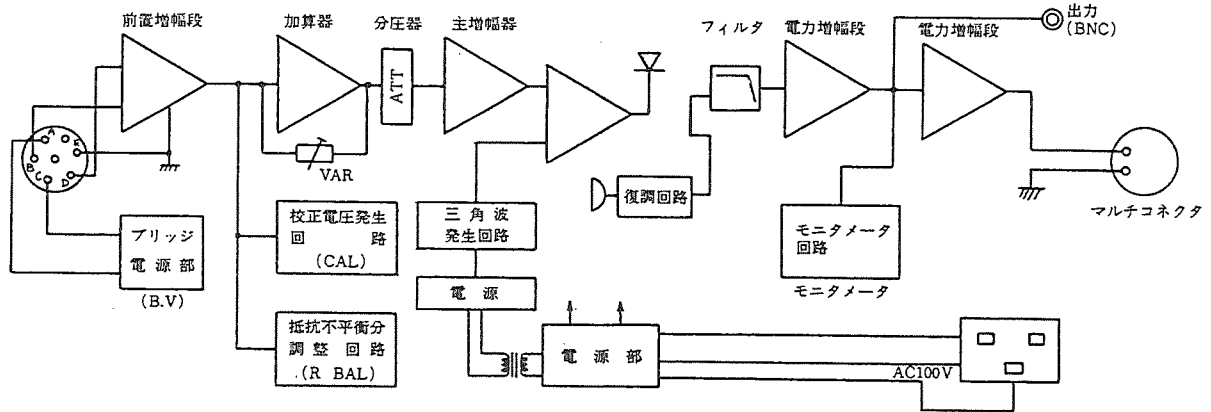 前置増幅段
加算器
分圧器
主増幅器
フィルタ
電力増幅段
電力増幅段
出力
(BNC)
ATT
VAR
A
B
C
D
E
ブリッジ
電源部
(B.V)
校正電圧発生
回路
(CAL)
抵抗不平衡分
調整回路
(R BAL)
三角波
発生回路
電源
復調回路
モニタメータ
回路
モニタメータ
マルチコネクタ
電源部
AC100V